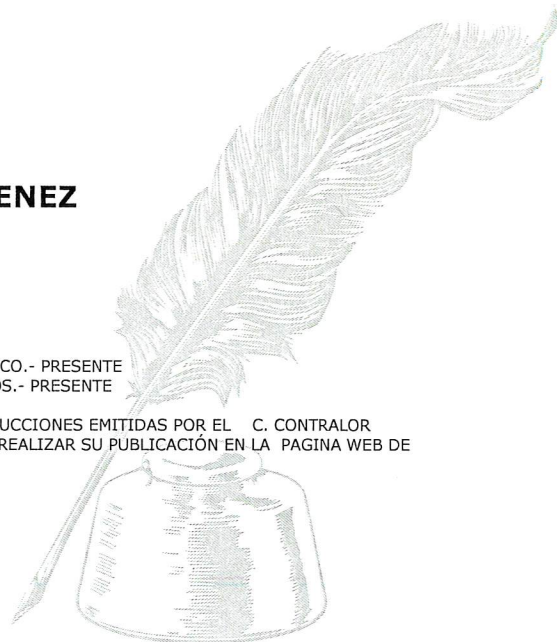 ENEZ
CO.- PRESENTE
OS.- PRESENTE
UCCIONES EMITIDAS POR EL C. CONTRALOR
REALIZAR SU PUBLICACIÓN EN LA PAGINA WEB DE